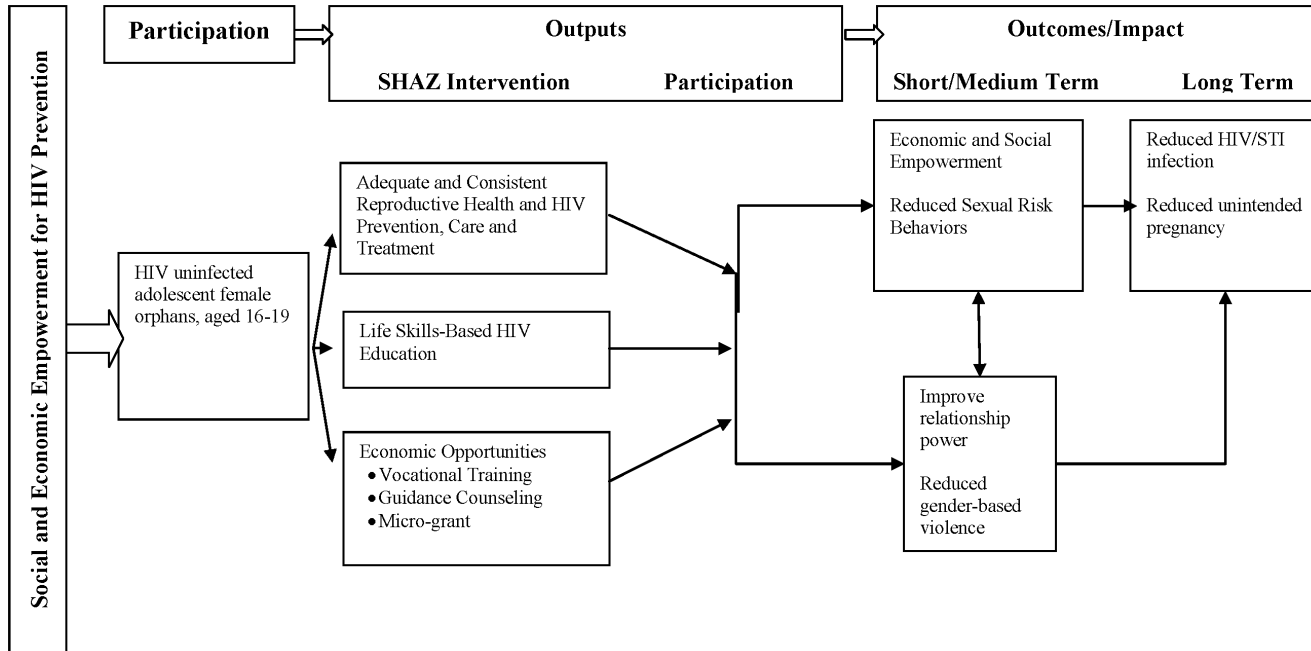 Social and Economic Empowerment for HIV Prevention
Participation
Outputs
SHAZ Intervention Participation
Outcomes/Impact
Short/Medium Term Long Term
HIV uninfected
adolescent female
orphans, aged 16-19
Adequate and Consistent
Reproductive Health and HIV
Prevention, Care and
Treatment
Life Skills-Based HIV
Education
Economic Opportunities
• Vocational Training
• Guidance Counseling
• Micro-grant
Economic and Social
Empowerment
Reduced Sexual Risk
Behaviors
Improve
relationship
power
Reduced
gender-based
violence
Reduced HIV/STI
infection
Reduced unintended
pregnancy